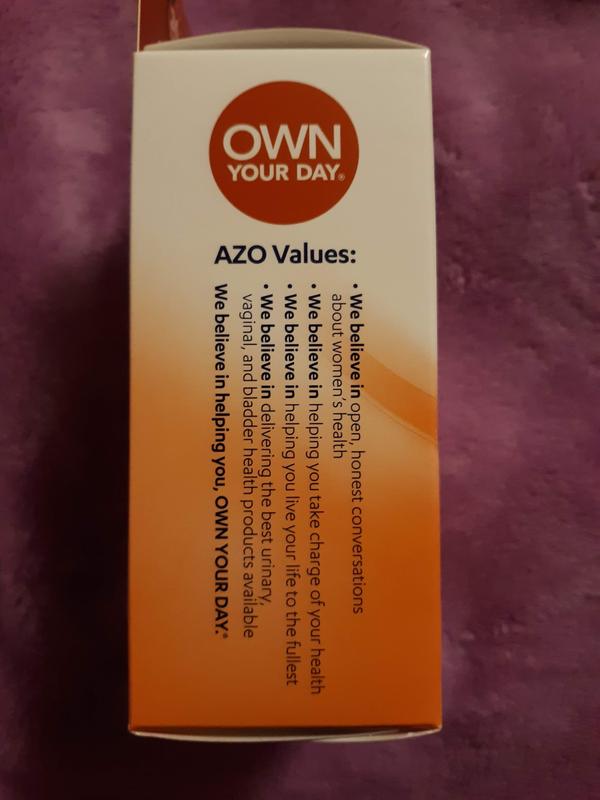 OWN
YOUR DAY®
AZO Values:
• We believe in open, honest conversations
about women's health
• We believe in helping you take charge of your health
• We believe in helping you live your life to the fullest
• We believe in delivering the best urinary,
vaginal, and bladder health products available
We believe in helping you, OWN YOUR DAY.®